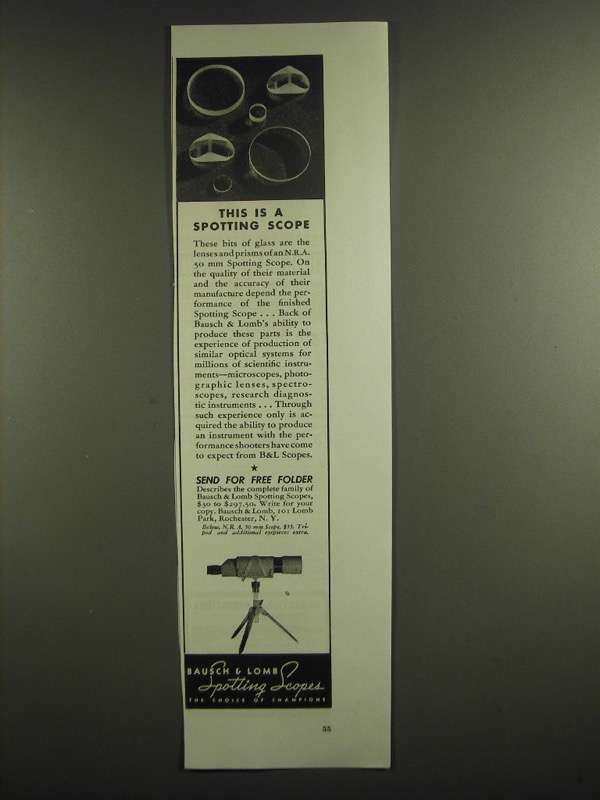 THIS IS A
SPOTTING SCOPE
These bits of glass are the
lenses and prisms of an N.R.A.
50 mm Spotting Scope. On
the quality of their material
and the accuracy of their
manufacture depend the per-
formance of the finished
Spotting Scope . . . Back of
Bausch & Lomb's ability to
produce these parts is the
experience of production of
similar optical systems for
millions of scientific instru-
ments—microscopes, photo-
graphic lenses, spectro-
scopes, research diagnos-
tic instruments . . . Through
such experience only is ac-
quired the ability to produce
an instrument with the per-
formance shooters have come
to expect from B&L Scopes.
★
SEND FOR FREE FOLDER
Describes the complete family of
Bausch & Lomb Spotting Scopes,
$30 to $297.50. Write for your
copy. Bausch & Lomb, 101 Lomb
Park, Rochester, N. Y.
Below, N.R.A. 50 mm Scope, $55. Tri-
pod and additional eyepieces extra.
BAUSCH & LOMB
Spotting Scopes
THE CHOICE OF CHAMPIONS
55